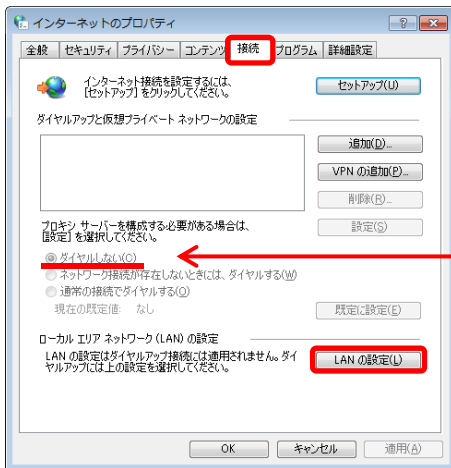 インターネットのプロパティ
全般 セキュリティ プライバシー コンテンツ 接続 プログラム 詳細設定
インターネット接続を設定するには、
[セットアップ] をクリックしてください。
セットアップ(U)
ダイヤルアップと仮想プライベート ネットワークの設定
追加(D)...
VPN の追加(P)...
削除(R)...
プロキシ サーバーを構成する必要がある場合は、
[設定] を選択してください。
設定(S)
ダイヤルしない(C)
ネットワーク接続が存在しないときには、ダイヤルする(W)
通常の接続でダイヤルする(O)
現在の既定値: なし
既定に設定(E)
ローカル エリア ネットワーク (LAN) の設定
LAN の設定はダイヤルアップ接続には適用されません。ダイ
ヤルアップには上の設定を選択してください。
LAN の設定(L)
OK キャンセル 適用(A)